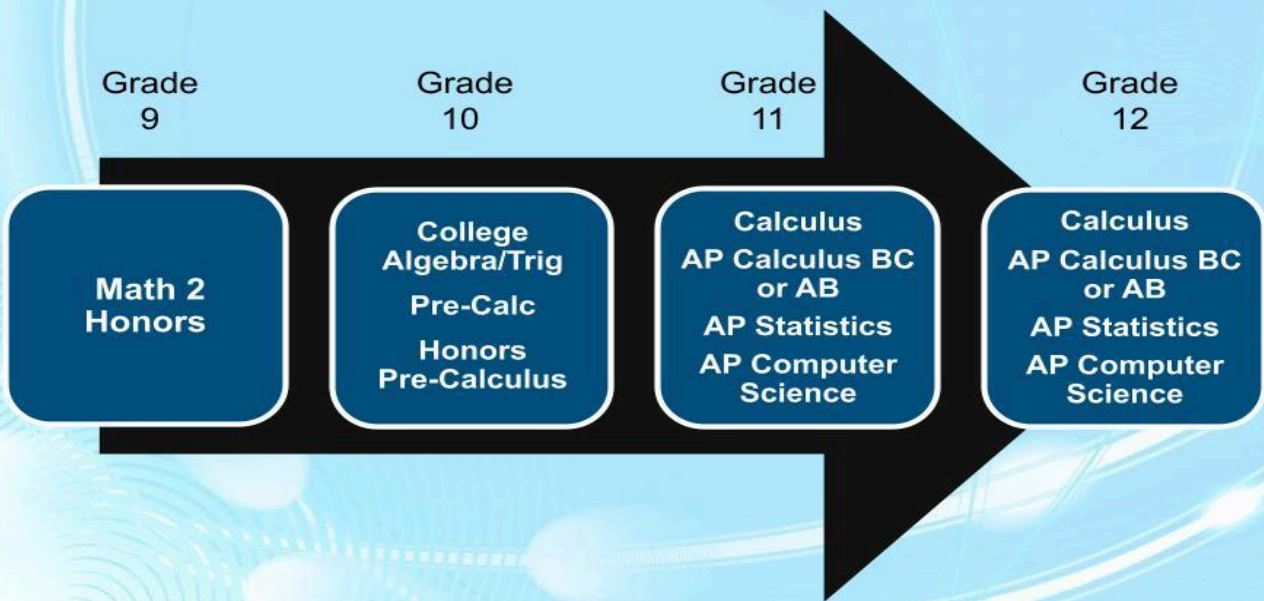 Grade
9
Grade
10
Grade
11
Grade
12
Math 2
Honors
College
Algebra/Trig
Pre-Calc
Honors
Pre-Calculus
Calculus
AP Calculus BC
or AB
AP Statistics
AP Computer
Science
Calculus
AP Calculus BC
or AB
AP Statistics
AP Computer
Science